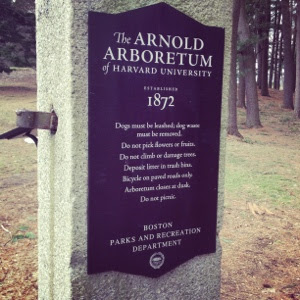 The ARNOLD
ARBORETUM
of HARVARD UNIVERSITY
ESTABLISHED
1872
Dogs must be leashed; dog waste
must be removed.
Do not pick flowers or fruits.
Do not climb or damage trees.
Deposit litter in trash bins.
Bicycle on paved roads only.
Arboretum closes at dusk.
Do not picnic.
BOSTON
PARKS AND RECREATION
DEPARTMENT